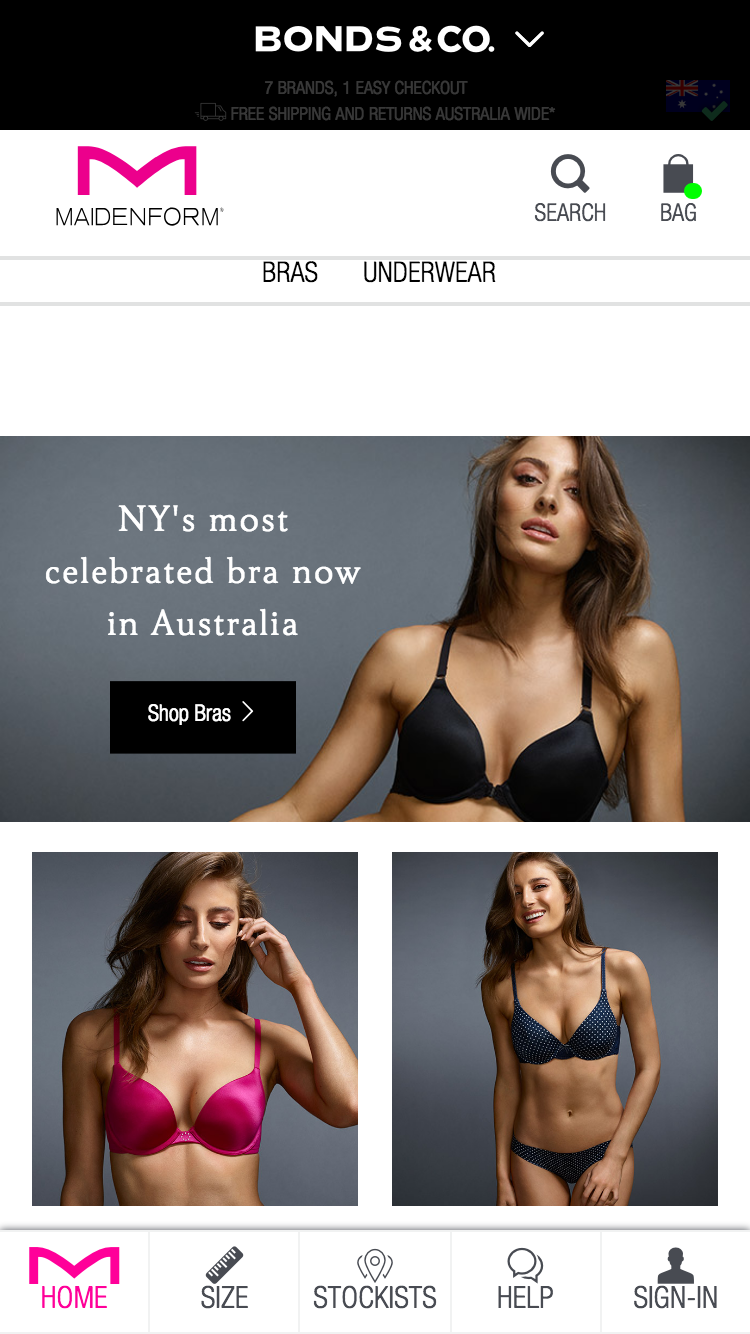 BONDS & CO.
7 BRANDS, 1 EASY CHECKOUT
FREE SHIPPING AND RETURNS AUSTRALIA WIDE*
MAIDENFORM®
SEARCH
BAG
BRAS UNDERWEAR
NY's most
celebrated bra now
in Australia
Shop Bras
HOME
SIZE
STOCKISTS
HELP
SIGN-IN